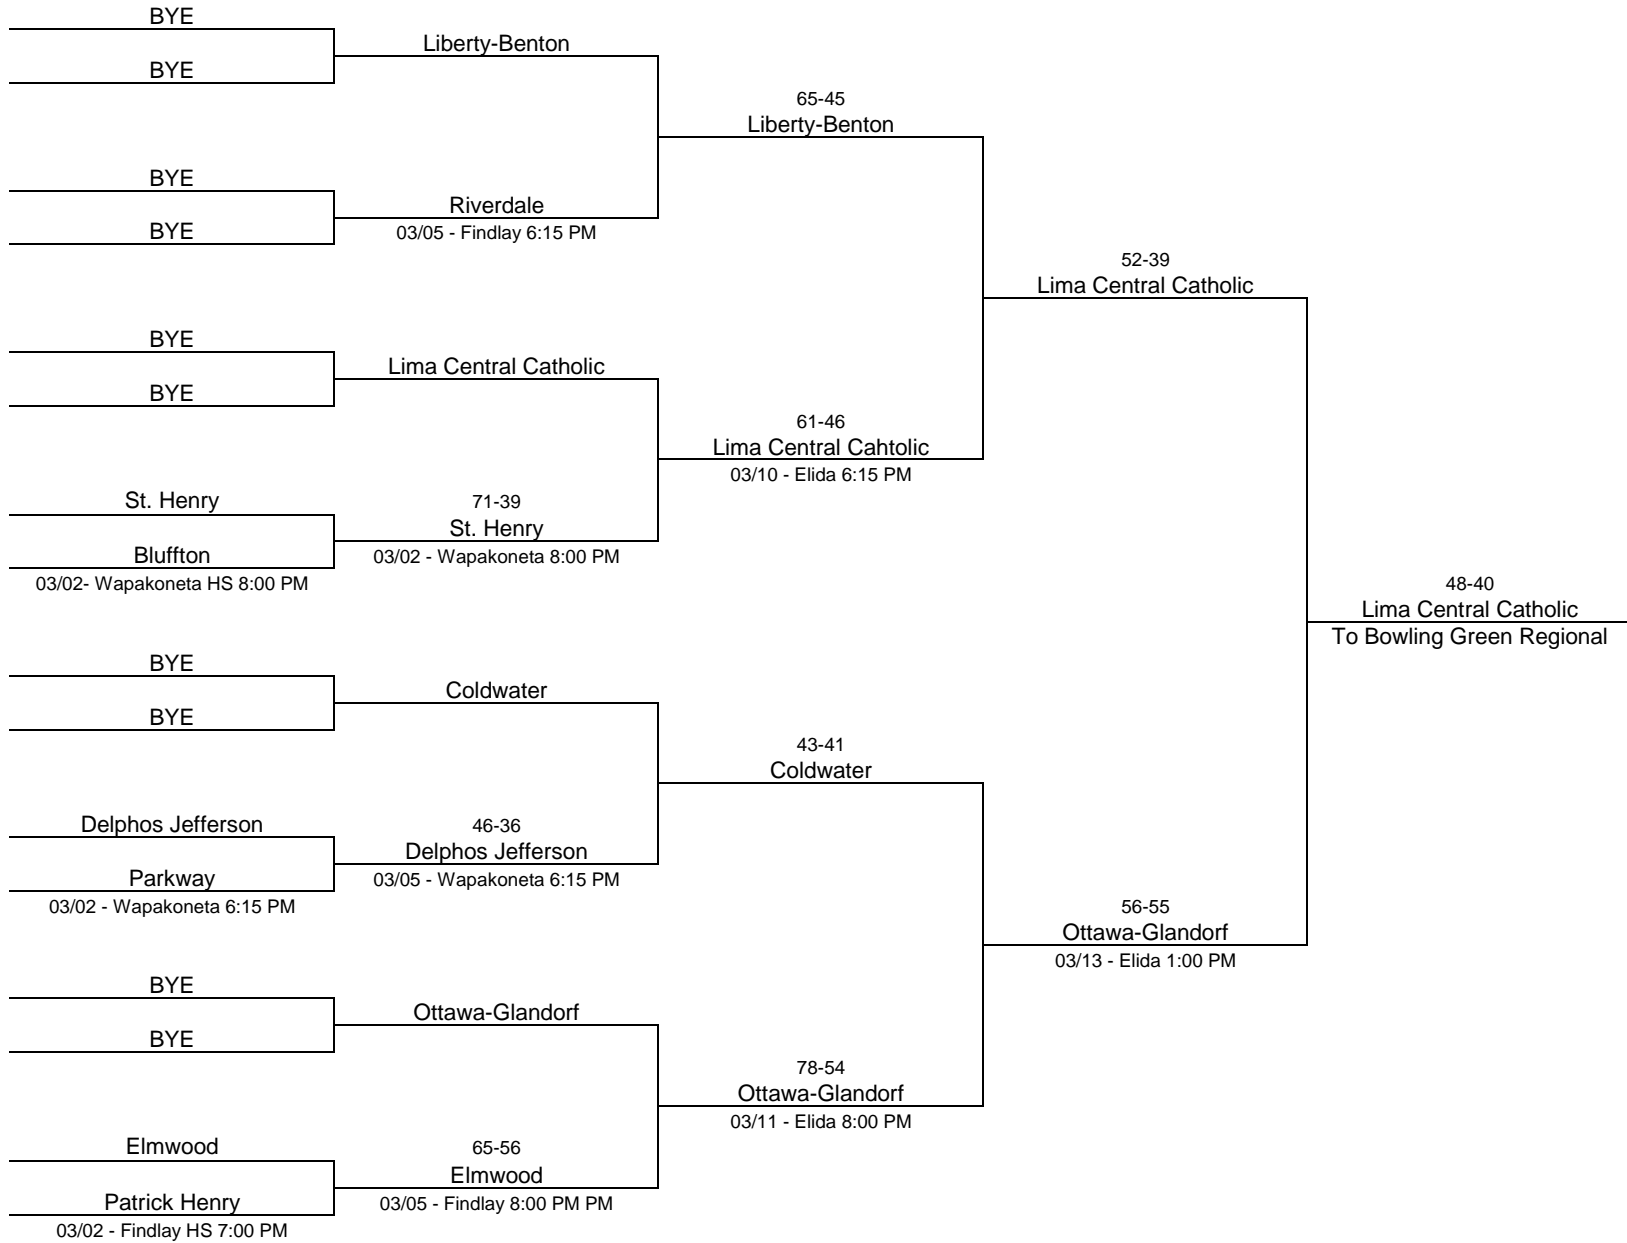 BYE
Liberty-Benton
BYE
65-45
Liberty-Benton
BYE
Riverdale
BYE
03/05 - Findlay 6:15 PM
52-39
Lima Central Catholic
BYE
Lima Central Catholic
BYE
61-46
Lima Central Cahtolic
03/10 - Elida 6:15 PM
St. Henry
71-39
St. Henry
Bluffton
03/02 - Wapakoneta 8:00 PM
03/02- Wapakoneta HS 8:00 PM
48-40
Lima Central Catholic
To Bowling Green Regional
BYE
Coldwater
BYE
43-41
Coldwater
Delphos Jefferson
46-36
Delphos Jefferson
Parkway
03/05 - Wapakoneta 6:15 PM
03/02 - Wapakoneta 6:15 PM
56-55
Ottawa-Glandorf
03/13 - Elida 1:00 PM
BYE
Ottawa-Glandorf
BYE
78-54
Ottawa-Glandorf
03/11 - Elida 8:00 PM
Elmwood
65-56
Elmwood
Patrick Henry
03/05 - Findlay 8:00 PM PM
03/02 - Findlay HS 7:00 PM